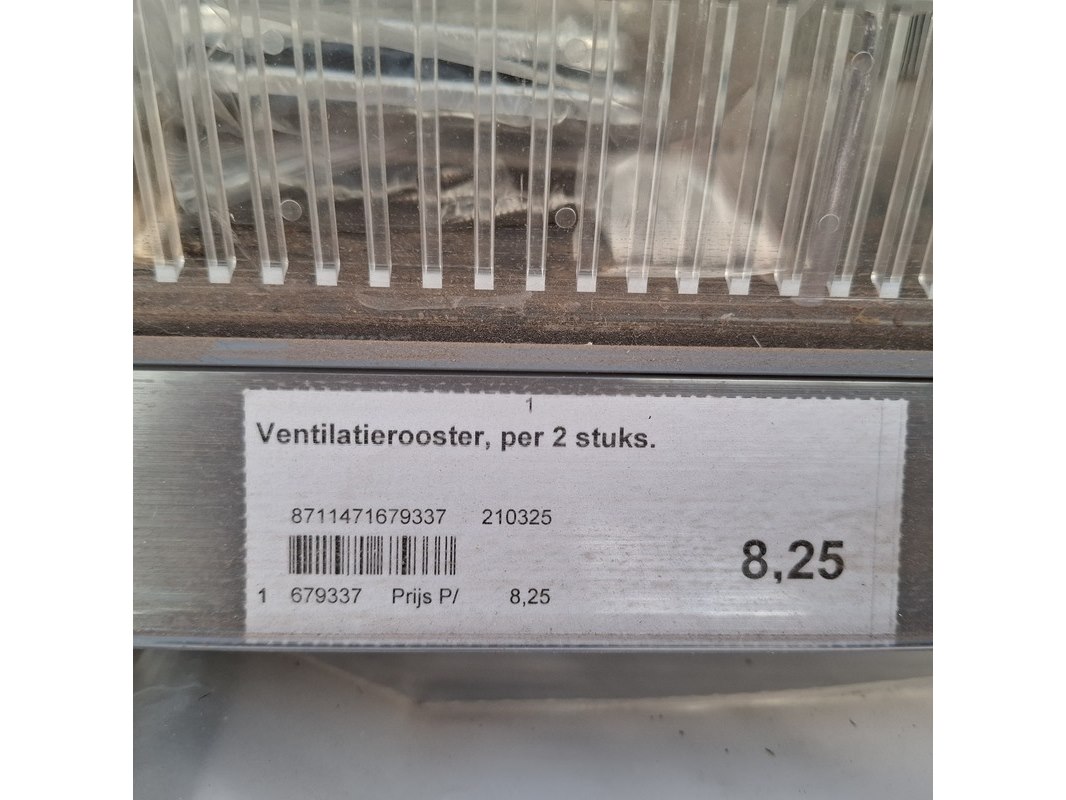 1
Ventilatierooster, per 2 stuks.
8711471679337 210325
8,25
1 679337 Prijs P/ 8,25